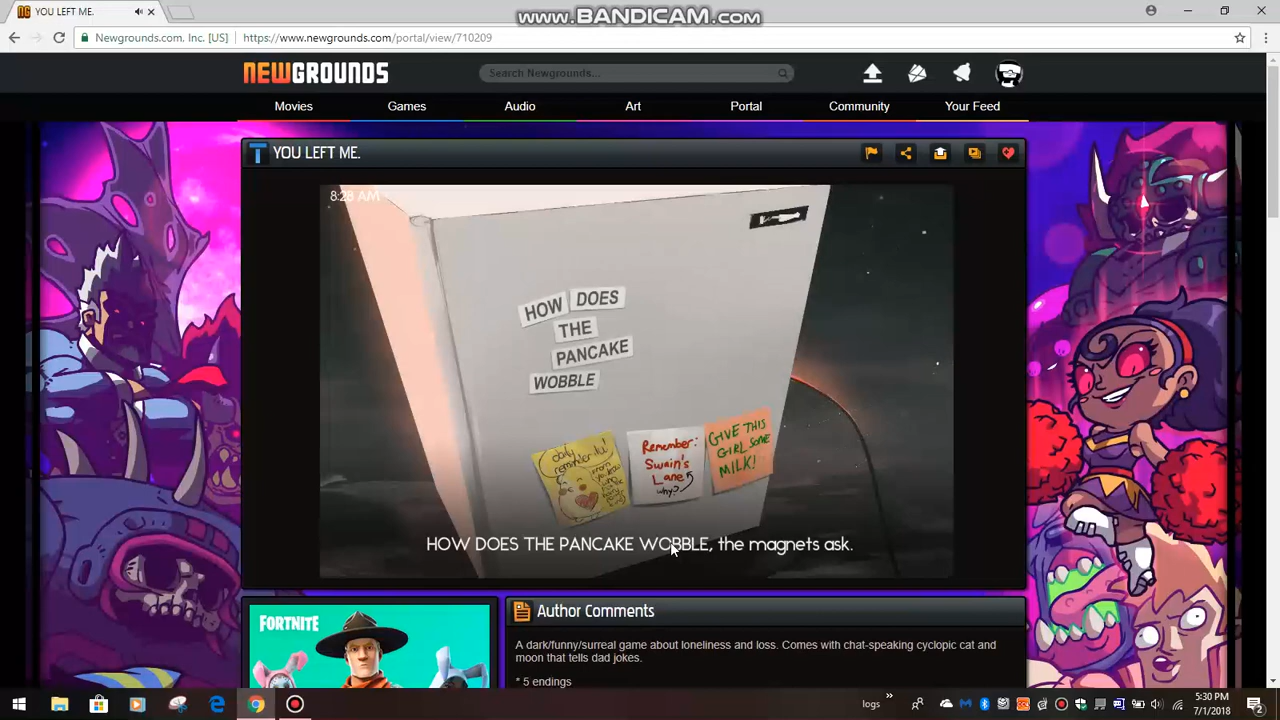 YOU LEFT ME.
www.BANDICAM.com
Newgrounds.com. Inc. [US]
https://www.newgrounds.com/portal/view/710209
NEWGROUNDS
Search Newgrounds...
Movies
Games
Audio
Art
Portal
Community
Your Feed
YOU LEFT ME.
8:28 AM
HOW DOES
THE
PANCAKE
WOBBLE
daily
reminder
Remember:
Swain's
Lane
why?
GIVE THIS
GIRL SOME
MILK!
HOW DOES THE PANCAKE WOBBLE, the magnets ask.
FORTNITE
Author Comments
A dark/funny/surreal game about loneliness and loss. Comes with chat-speaking cyclopic cat and
moon that tells dad jokes.
* 5 endings
logs
5:30 PM
7/1/2018